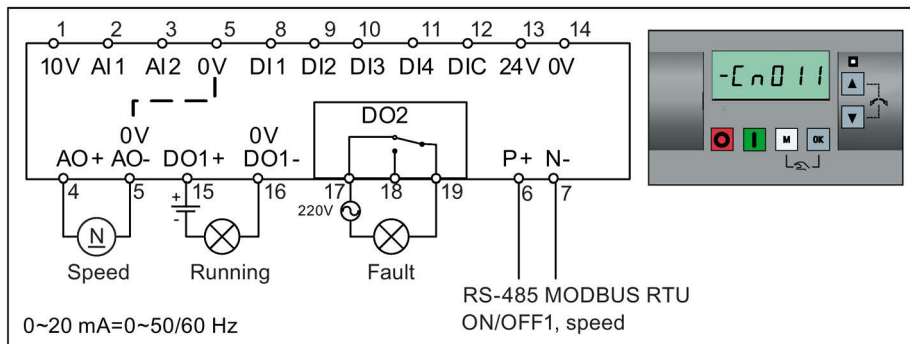 1 2 3 5 8 9 10 11 12 13 14
10V AI1 AI2 0V DI1 DI2 DI3 DI4 DIC 24V 0V
-Cn011
DO2
0V 0V
AO+ AO- DO1+ DO1- P+ N-
M OK
4 5 15 16 17 18 19 6 7
+
-
220V
N
Speed Running Fault
RS-485 MODBUS RTU
ON/OFF1, speed
0~20 mA=0~50/60 Hz